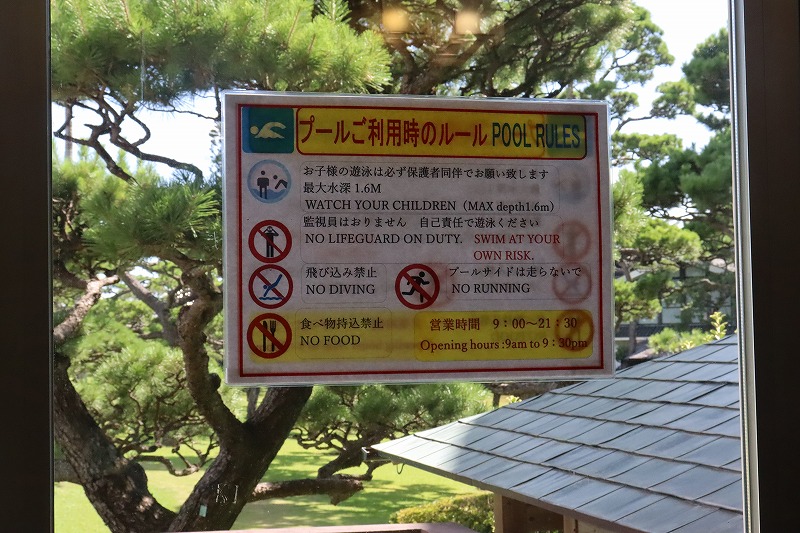 プールご利用時のルール POOL RULES
お子様の遊泳は必ず保護者同伴でお願い致します
最大水深 1.6M
WATCH YOUR CHILDREN（MAX depth1.6m）
監視員はおりません 自己責任で遊泳ください
NO LIFEGUARD ON DUTY. SWIM AT YOUR
OWN RISK.
飛び込み禁止
NO DIVING
プールサイドは走らないで
NO RUNNING
食べ物持込禁止
NO FOOD
営業時間 9：00～21：30
Opening hours :9am to 9：30pm